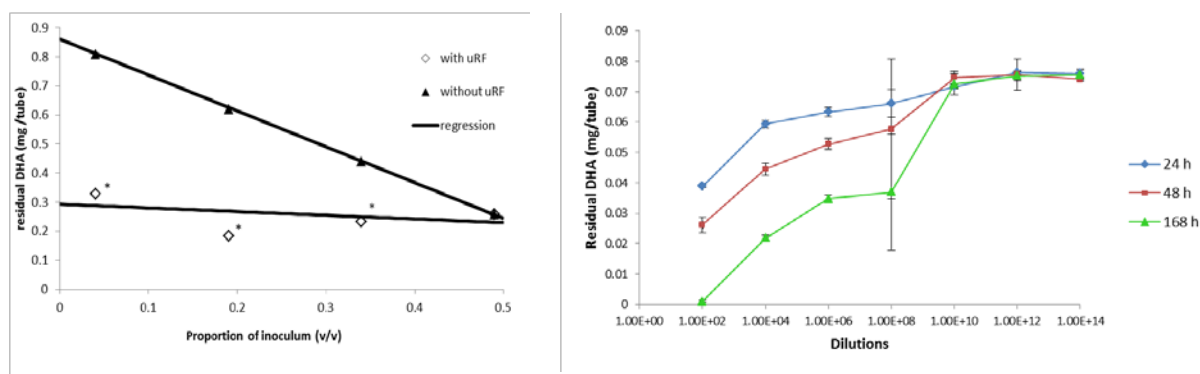 0.9
0.8
0.7
0.6
0.5
0.4
0.3
0.2
0.1
0
residual DHA (mg/tube)
with uRF
without uRF
regression
*
*
*
0 0.1 0.2 0.3 0.4 0.5
Proportion of inoculum (v/v)
0.09
0.08
0.07
0.06
0.05
0.04
0.03
0.02
0.01
0
Residual DHA (mg/tube)
24 h
48 h
168 h
1.00E+00 1.00E+02 1.00E+04 1.00E+06 1.00E+08 1.00E+10 1.00E+12 1.00E+14
Dilutions